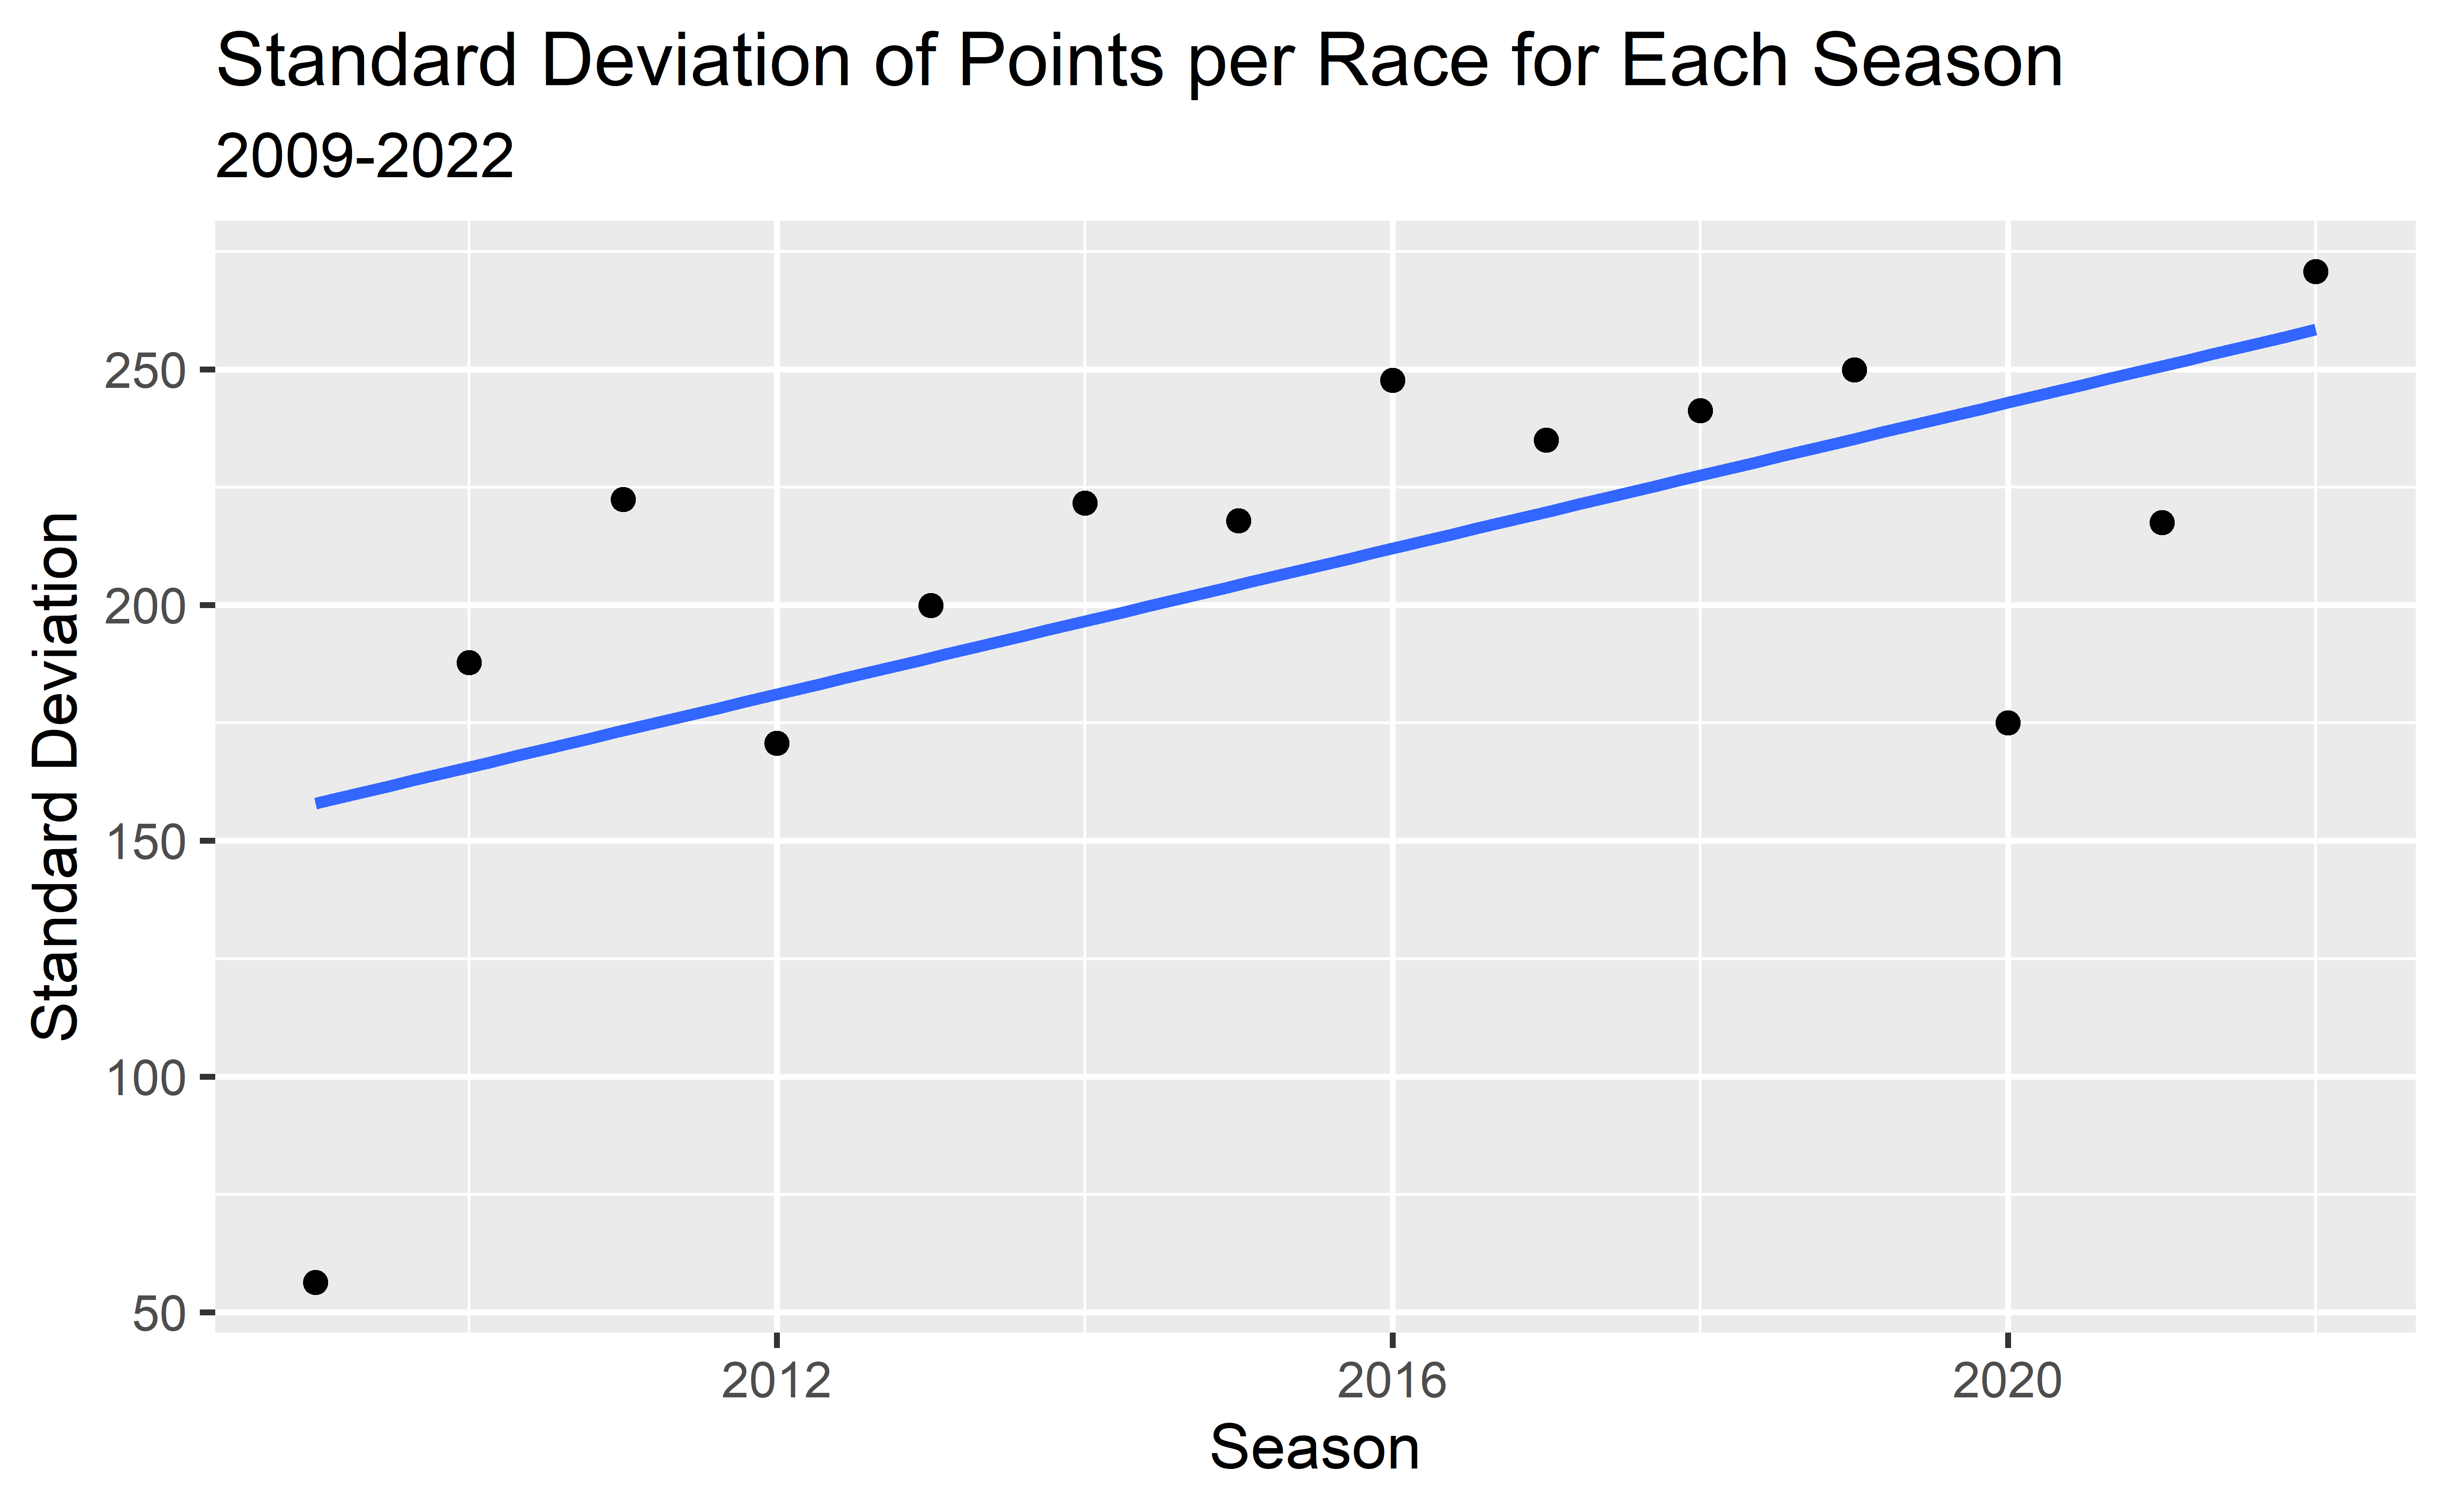 Standard Deviation of Points per Race for Each Season
2009-2022
Standard Deviation
250
200
150
100
50
2012 2016 2020
Season